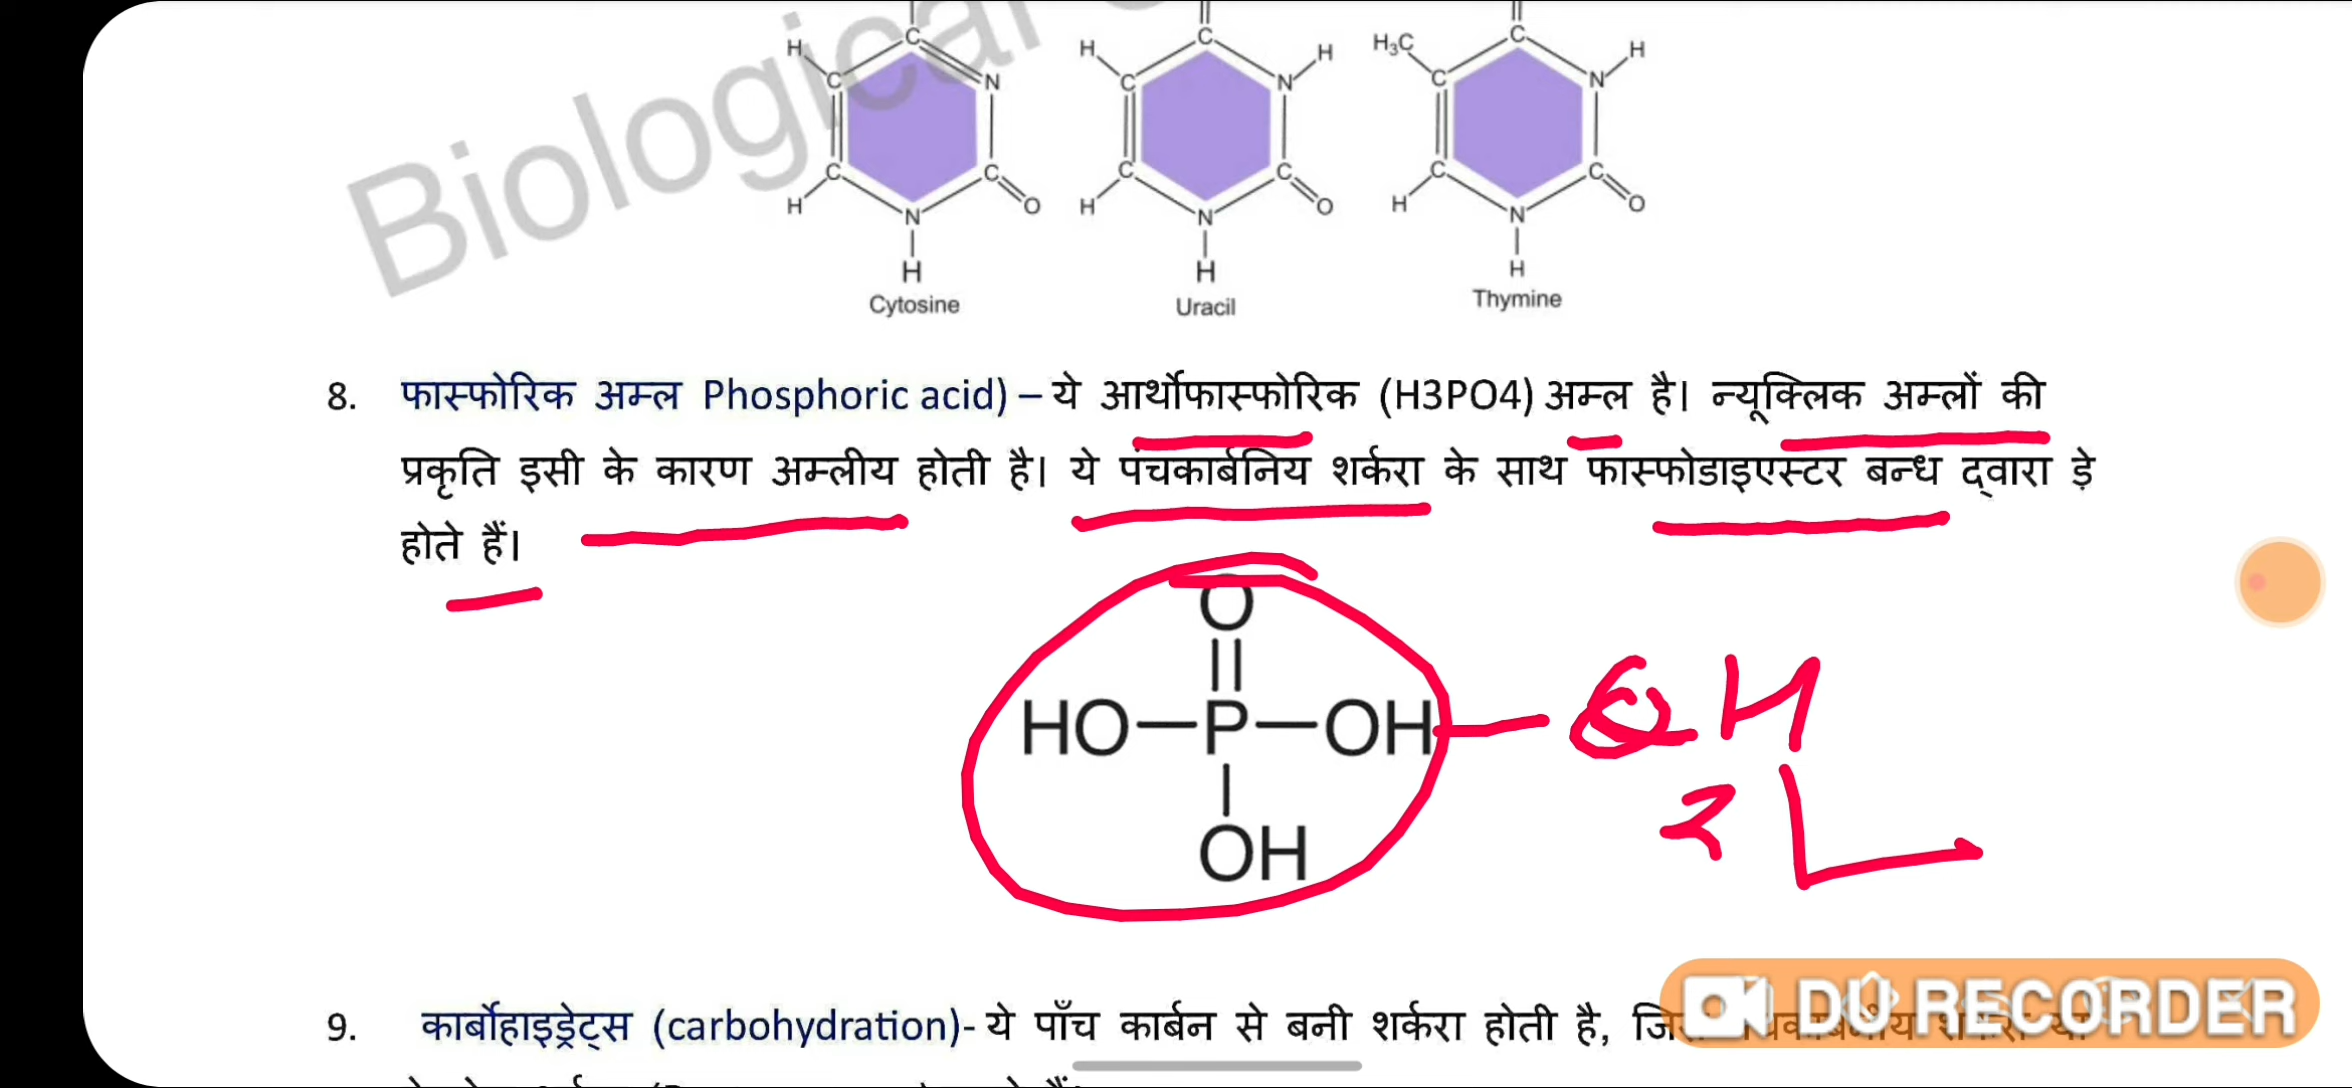 Biological
H C N C C C O H N H
Cytosine
H C H C N C C O H N H
Uracil
H₃C C H C N C C O H N H
Thymine
8. फास्फोरिक अम्ल Phosphoric acid) – ये आर्थोफास्फोरिक (H3PO4) अम्ल है। न्यूक्लिक अम्लों की
प्रकृति इसी के कारण अम्लीय होती है। ये पंचकार्बनिय शर्करा के साथ फास्फोडाइएस्टर बन्ध द्वारा ड़े
होते हैं।
O
HO—P—OH
OH
9. कार्बोहाइड्रेट्स (carbohydration)- ये पाँच कार्बन से बनी शर्करा होती है,
DU RECORDER